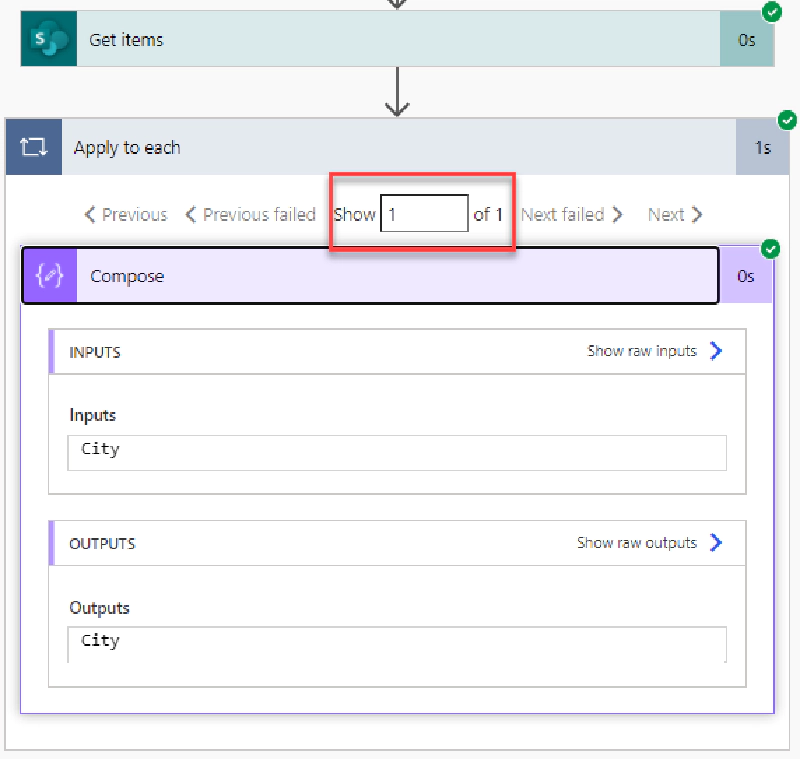 Get items
0s
Apply to each
1s
Previous Previous failed Show 1 of 1 Next failed Next
Compose
0s
INPUTS Show raw inputs
Inputs
City
OUTPUTS Show raw outputs
Outputs
City